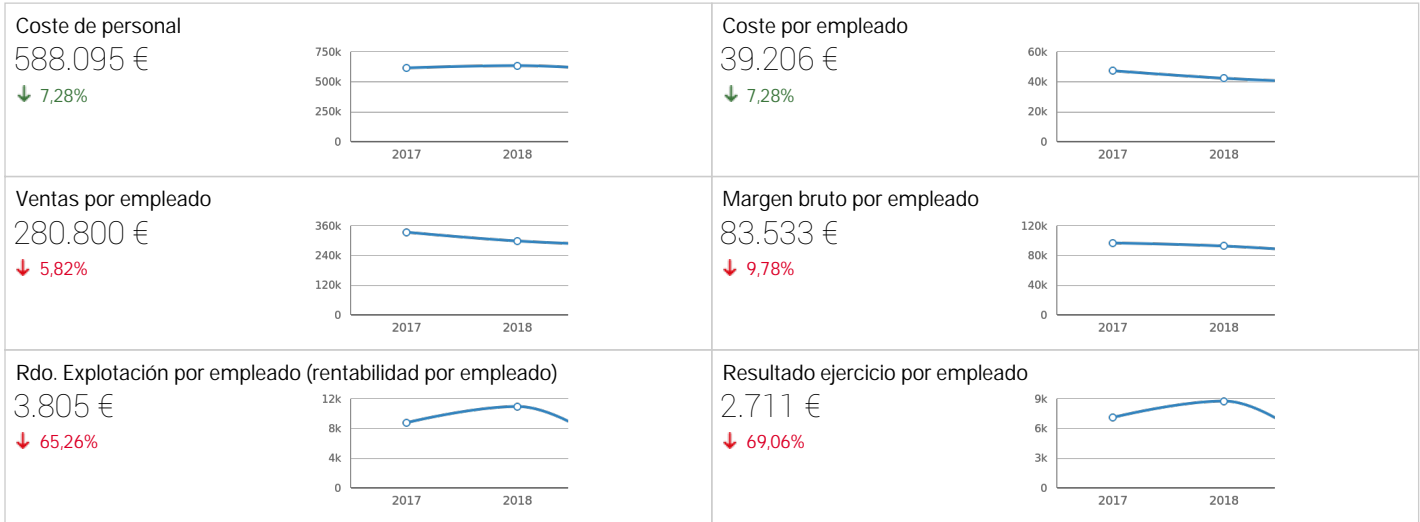 Coste de personal
588.095 €
7,28%
750k
500k
250k
0
2017 2018
Coste por empleado
39.206 €
7,28%
60k
40k
20k
0
2017 2018
Ventas por empleado
280.800 €
5,82%
360k
240k
120k
0
2017 2018
Margen bruto por empleado
83.533 €
9,78%
120k
80k
40k
0
2017 2018
Rdo. Explotación por empleado (rentabilidad por empleado)
3.805 €
65,26%
12k
8k
4k
0
2017 2018
Resultado ejercicio por empleado
2.711 €
69,06%
9k
6k
3k
0
2017 2018